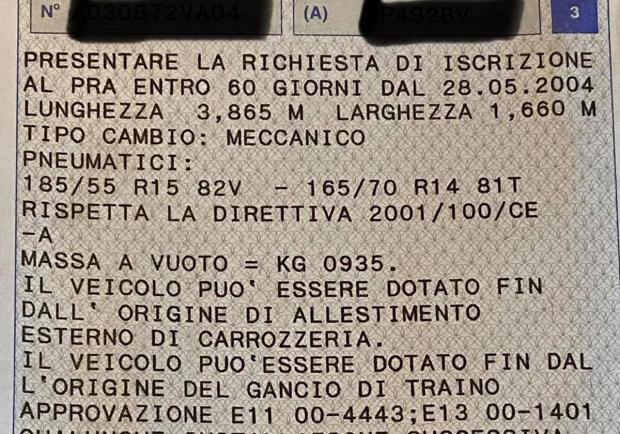 N° (A) 3
PRESENTARE LA RICHIESTA DI ISCRIZIONE
AL PRA ENTRO 60 GIORNI DAL 28.05.2004
LUNGHEZZA 3,865 M LARGHEZZA 1,660 M
TIPO CAMBIO: MECCANICO
PNEUMATICI:
185/55 R15 82V - 165/70 R14 81T
RISPETTA LA DIRETTIVA 2001/100/CE
-A
MASSA A VUOTO = KG 0935.
IL VEICOLO PUO' ESSERE DOTATO FIN
DALL' ORIGINE DI ALLESTIMENTO
ESTERNO DI CARROZZERIA.
IL VEICOLO PUO'ESSERE DOTATO FIN DAL
L'ORIGINE DEL GANCIO DI TRAINO
APPROVAZIONE E11 00-4443;E13 00-1401